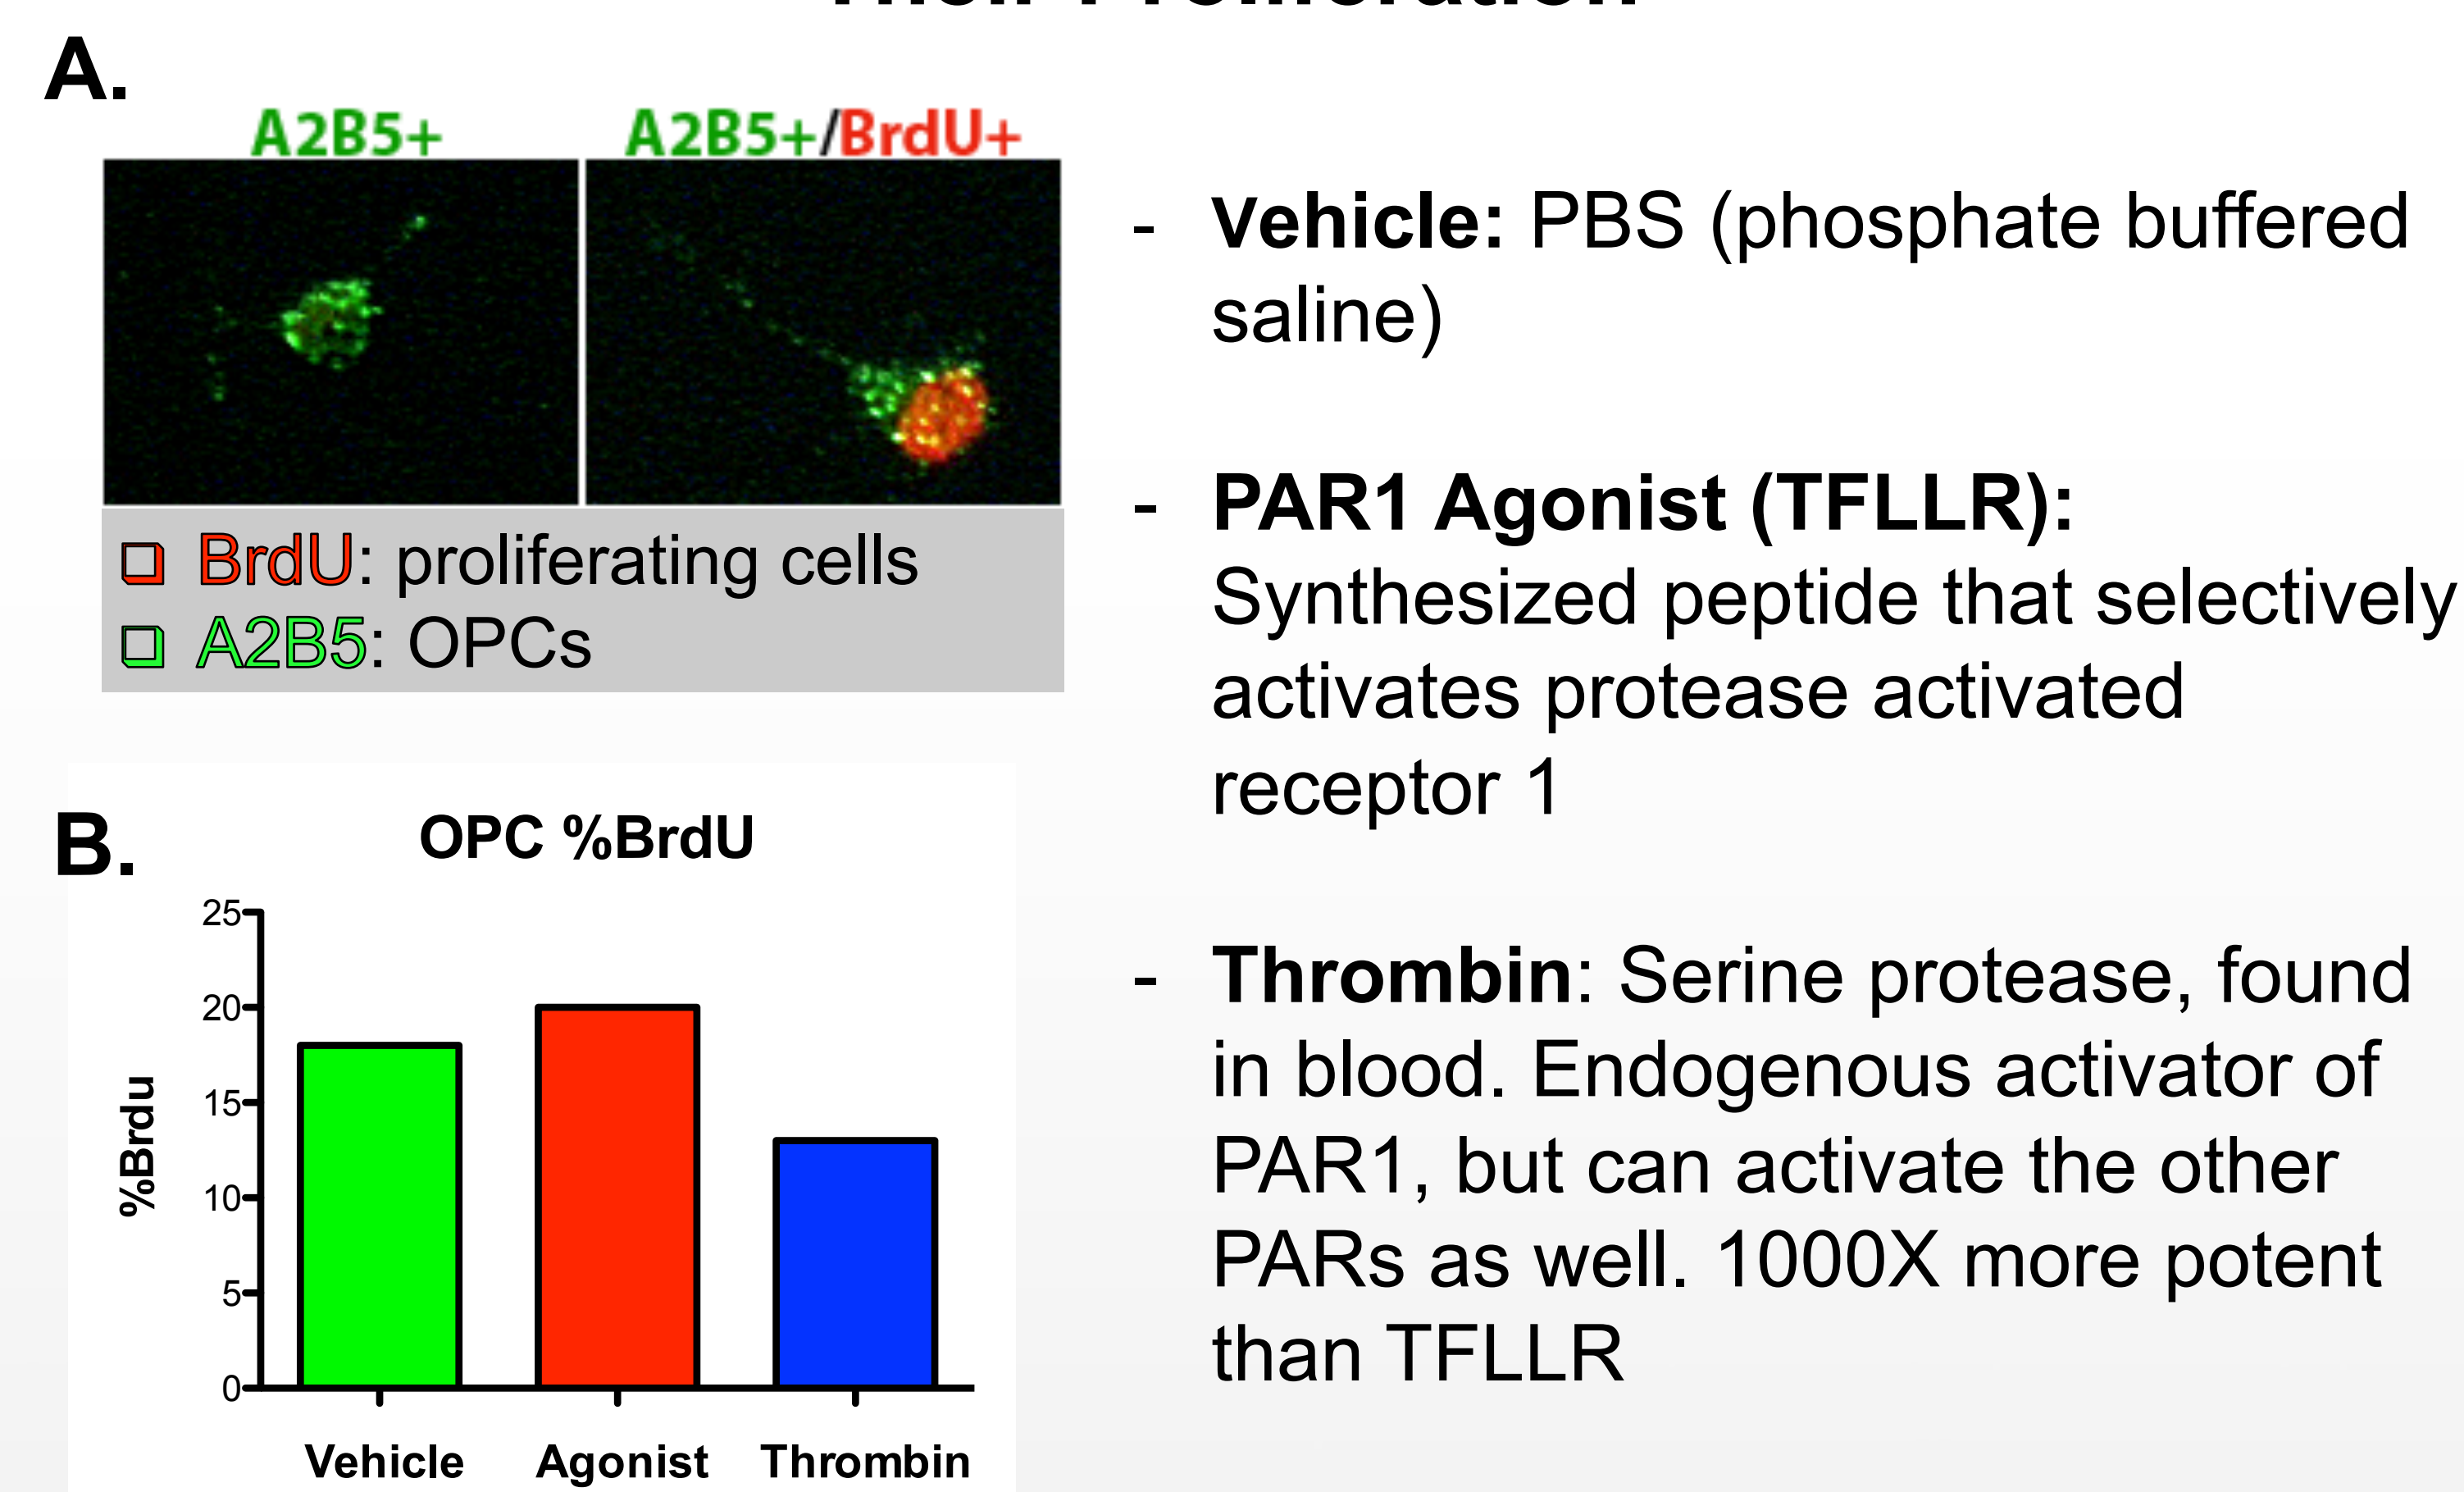 Their Proliferation
A.
A2B5+
A2B5+/BrdU+
BrdU: proliferating cells
A2B5: OPCs
- Vehicle: PBS (phosphate buffered
saline)
- PAR1 Agonist (TFLLR):
Synthesized peptide that selectively
activates protease activated
receptor 1
- Thrombin: Serine protease, found
in blood. Endogenous activator of
PAR1, but can activate the other
PARs as well. 1000X more potent
than TFLLR
B.
OPC %BrdU
%Brdu
25
20
15
10
5
0
Vehicle Agonist Thrombin